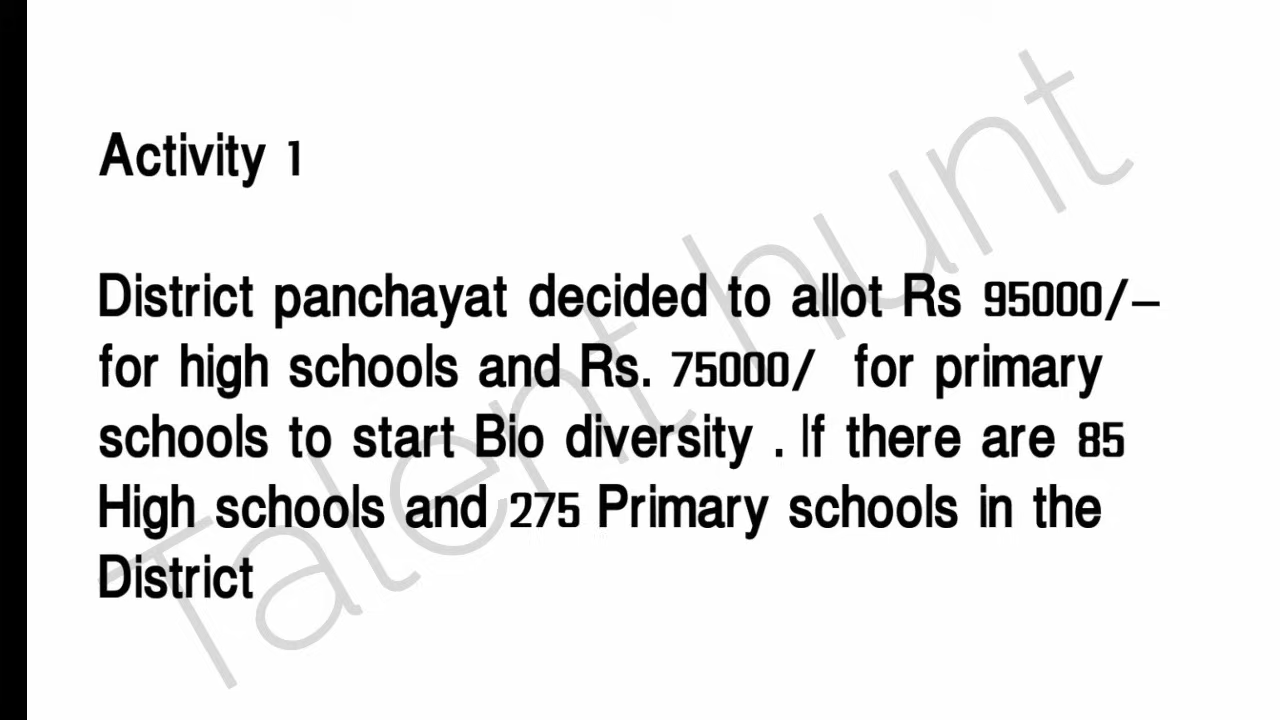 Activity 1
District panchayat decided to allot Rs 95000/–
for high schools and Rs. 75000/ for primary
schools to start Bio diversity . If there are 85
High schools and 275 Primary schools in the
District
Talent hunt